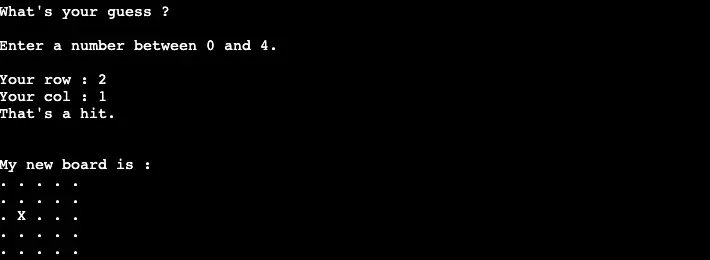 What's your guess ?
Enter a number between 0 and 4.
Your row : 2
Your col : 1
That's a hit.
My new board is :
. . . . .
. . . . .
. X . . .
. . . . .
. . . . .